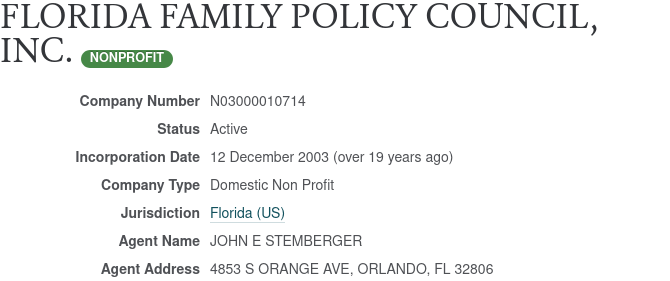 FLORIDA FAMILY POLICY COUNCIL,
INC. NONPROFIT
Company Number N03000010714
Status Active
Incorporation Date 12 December 2003 (over 19 years ago)
Company Type Domestic Non Profit
Jurisdiction Florida (US)
Agent Name JOHN E STEMBERGER
Agent Address 4853 S ORANGE AVE, ORLANDO, FL 32806